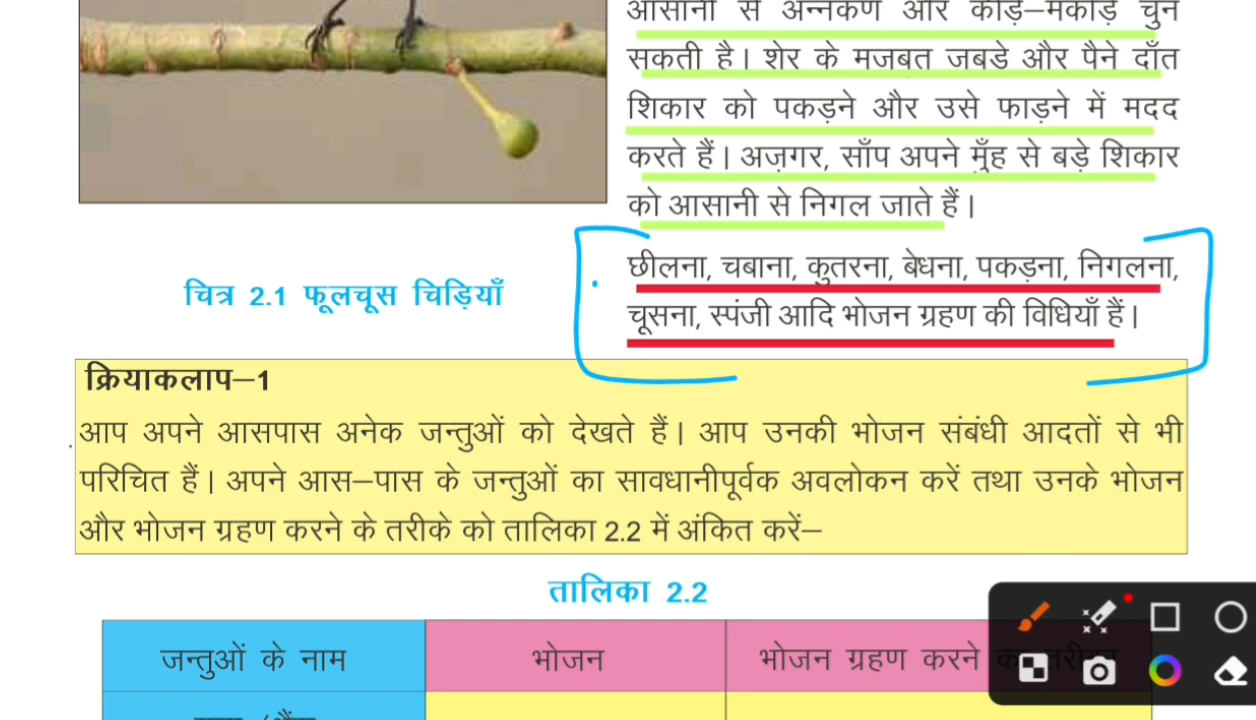 आसानी से अन्नकण और कीड़े–मकोड़े चुन
सकती है। शेर के मजबूत जबड़े और पैने दाँत
शिकार को पकड़ने और उसे फाड़ने में मदद
करते हैं। अज़गर, साँप अपने मुँह से बड़े शिकार
को आसानी से निगल जाते हैं।
छीलना, चबाना, कुतरना, बेधना, पकड़ना, निगलना,
चूसना, स्पंजी आदि भोजन ग्रहण की विधियाँ हैं।
चित्र 2.1 फूलचूस चिड़ियाँ
क्रियाकलाप–1
आप अपने आसपास अनेक जन्तुओं को देखते हैं। आप उनकी भोजन संबंधी आदतों से भी
परिचित हैं। अपने आस–पास के जन्तुओं का सावधानीपूर्वक अवलोकन करें तथा उनके भोजन
और भोजन ग्रहण करने के तरीके को तालिका 2.2 में अंकित करें–
तालिका 2.2
जन्तुओं के नाम
भोजन
भोजन ग्रहण करने का तरीका